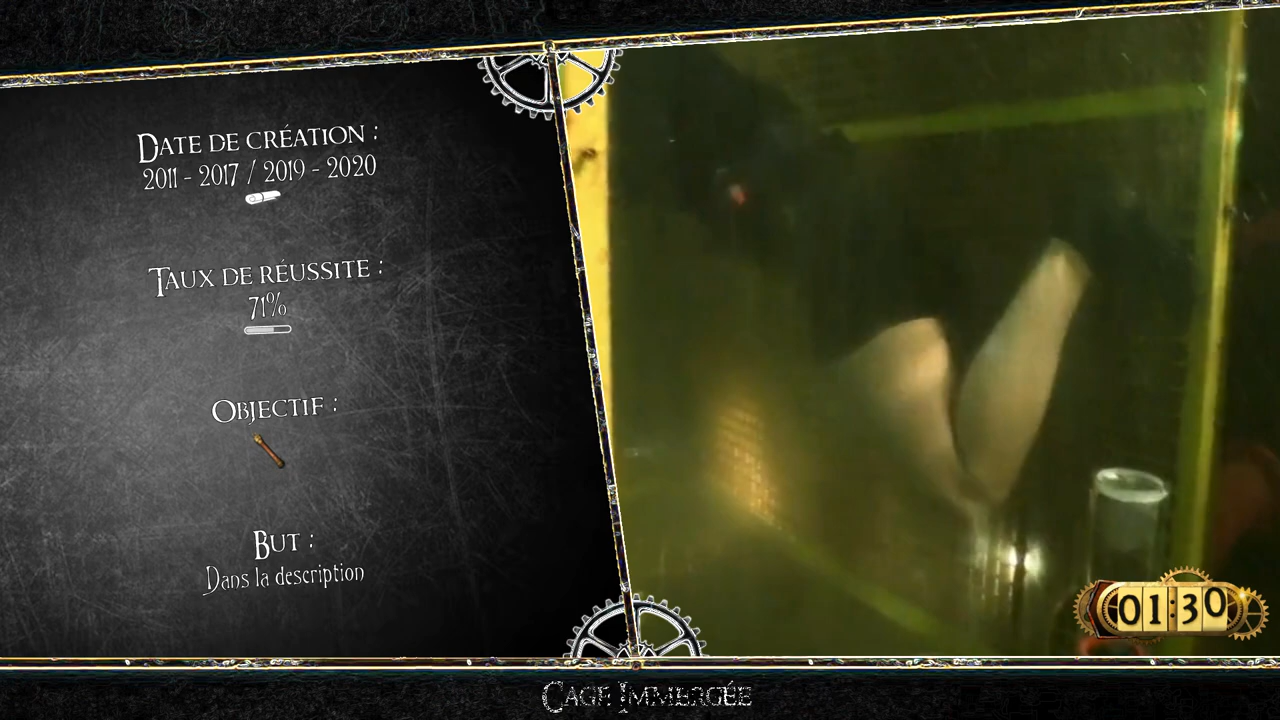 Date de création :
2011 - 2017 / 2019 - 2020
Taux de réussite :
71%
Objectif :
But :
Dans la description
01:30
Cage Immergée